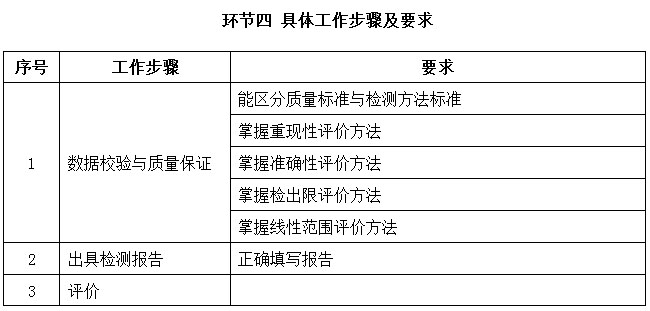 环节四 具体工作步骤及要求
序号 工作步骤 要求
能区分质量标准与检测方法标准
掌握重现性评价方法
1 数据校验与质量保证 掌握准确性评价方法
掌握检出限评价方法
掌握线性范围评价方法
2 出具检测报告 正确填写报告
3 评价